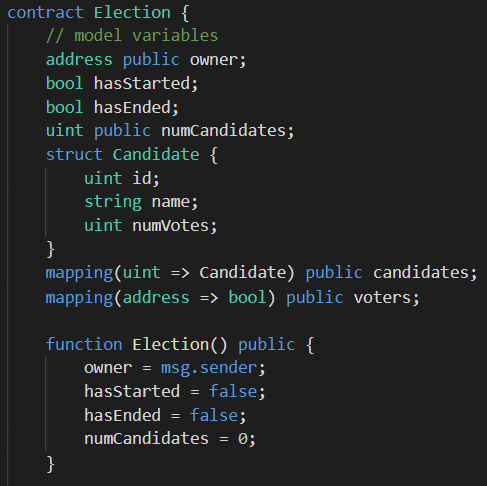 contract Election {
// model variables
address public owner;
bool hasStarted;
bool hasEnded;
uint public numCandidates;
struct Candidate {
uint id;
string name;
uint numVotes;
}
mapping(uint => Candidate) public candidates;
mapping(address => bool) public voters;
function Election() public {
owner = msg.sender;
hasStarted = false;
hasEnded = false;
numCandidates = 0;
}